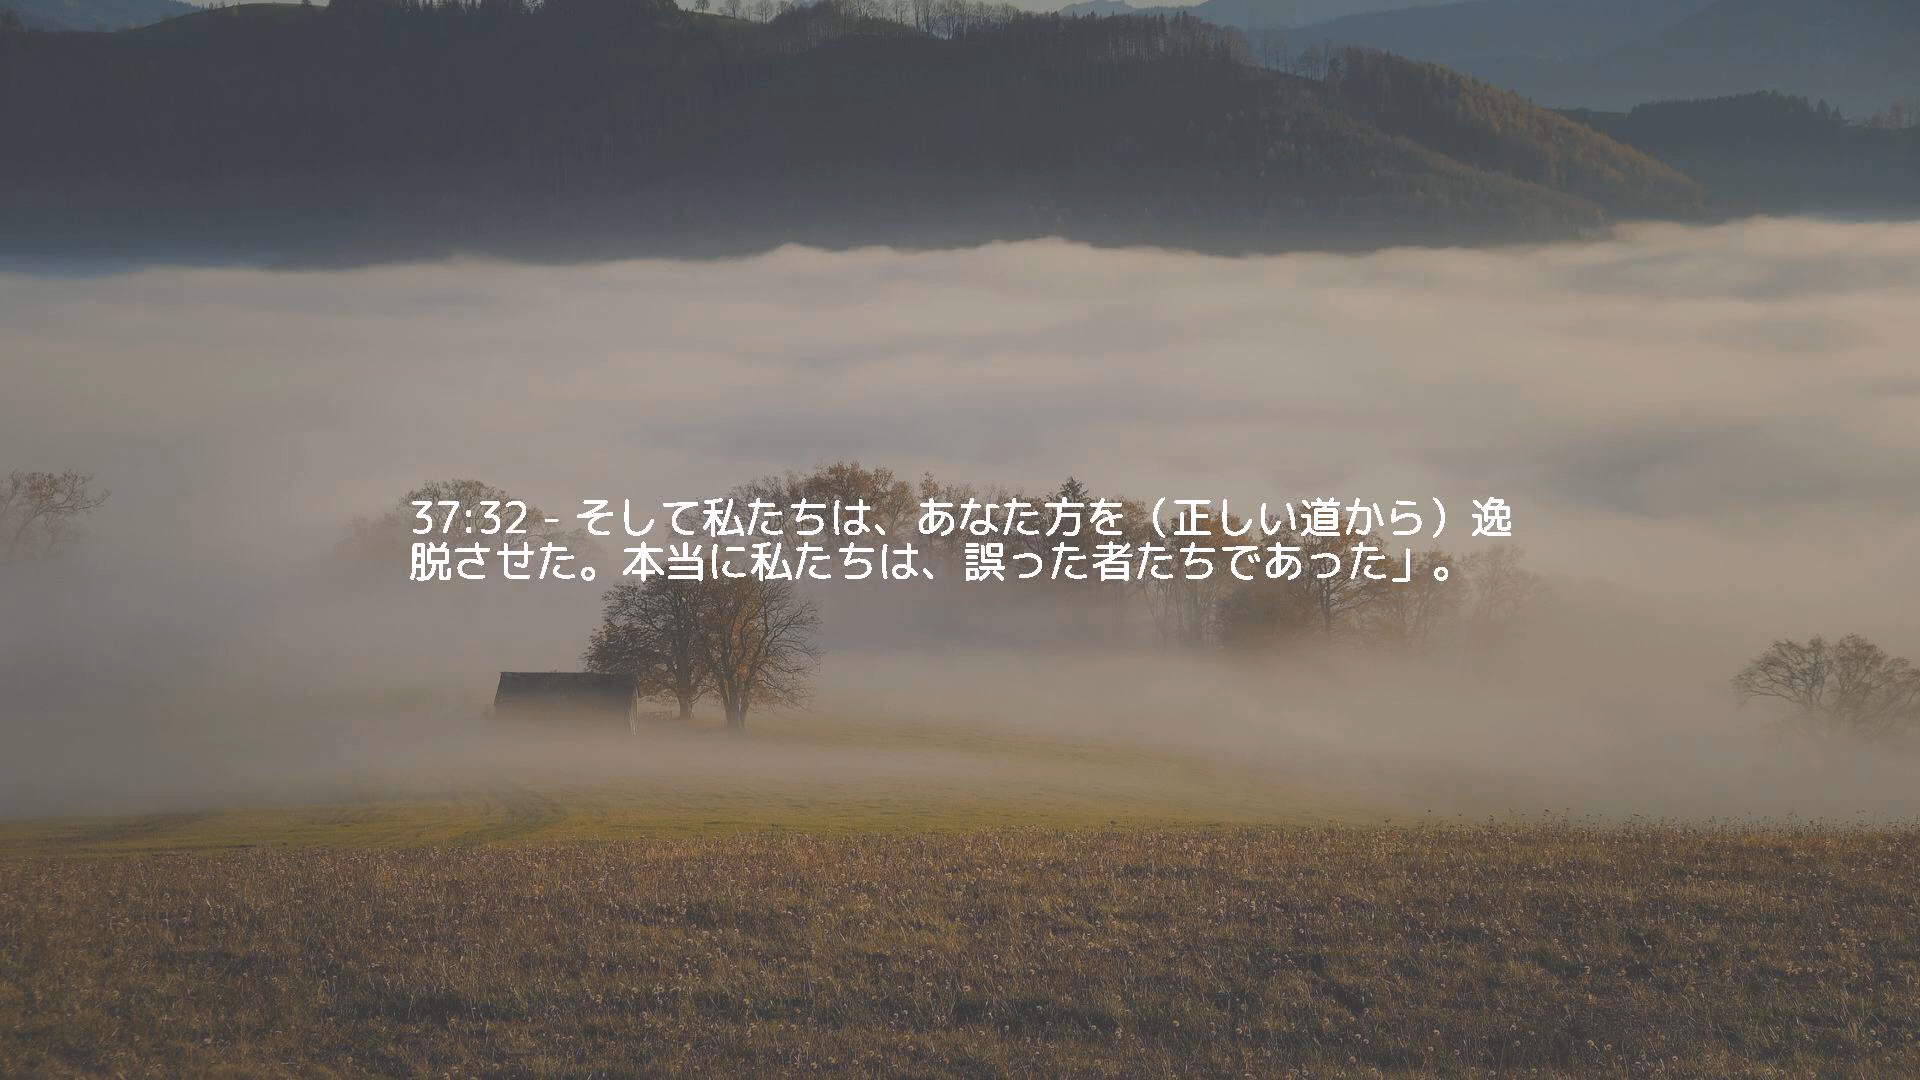 37:32 - そして私たちは、あなた方を（正しい道から）逸
脱させた。本当に私たちは、誤った者たちであった」。